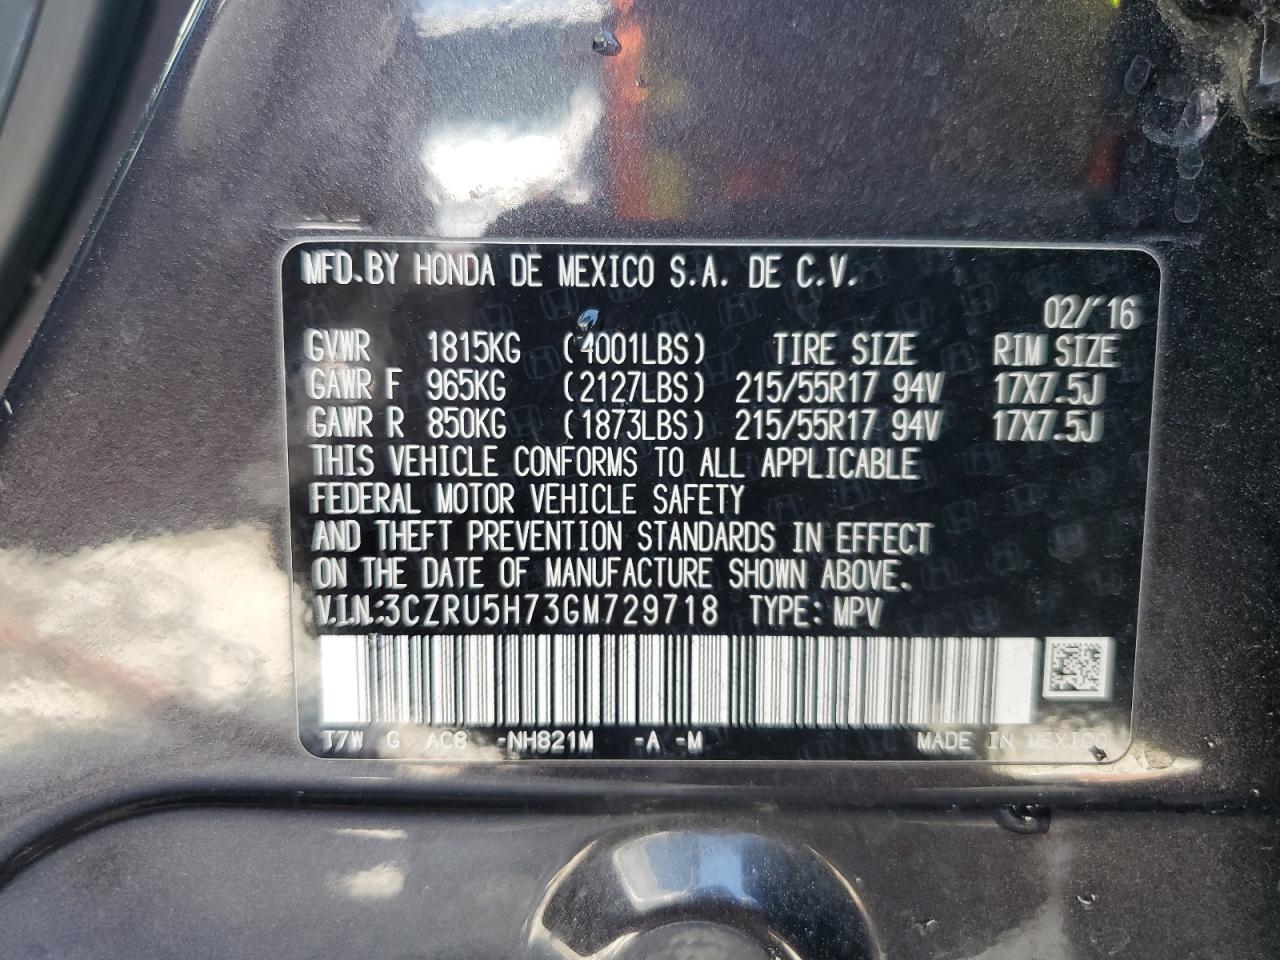 MFD.BY HONDA DE MEXICO S.A. DE C.V.
02/'16
GVWR 1815KG (4001LBS) TIRE SIZE RIM SIZE
GAWR F 965KG (2127LBS) 215/55R17 94V 17X7.5J
GAWR R 850KG (1873LBS) 215/55R17 94V 17X7.5J
THIS VEHICLE CONFORMS TO ALL APPLICABLE
FEDERAL MOTOR VEHICLE SAFETY
AND THEFT PREVENTION STANDARDS IN EFFECT
ON THE DATE OF MANUFACTURE SHOWN ABOVE.
V.I.N.:3CZRU5H73GM729718 TYPE: MPV
T7W G AC8 -NH821M -A -M MADE IN MEXICO